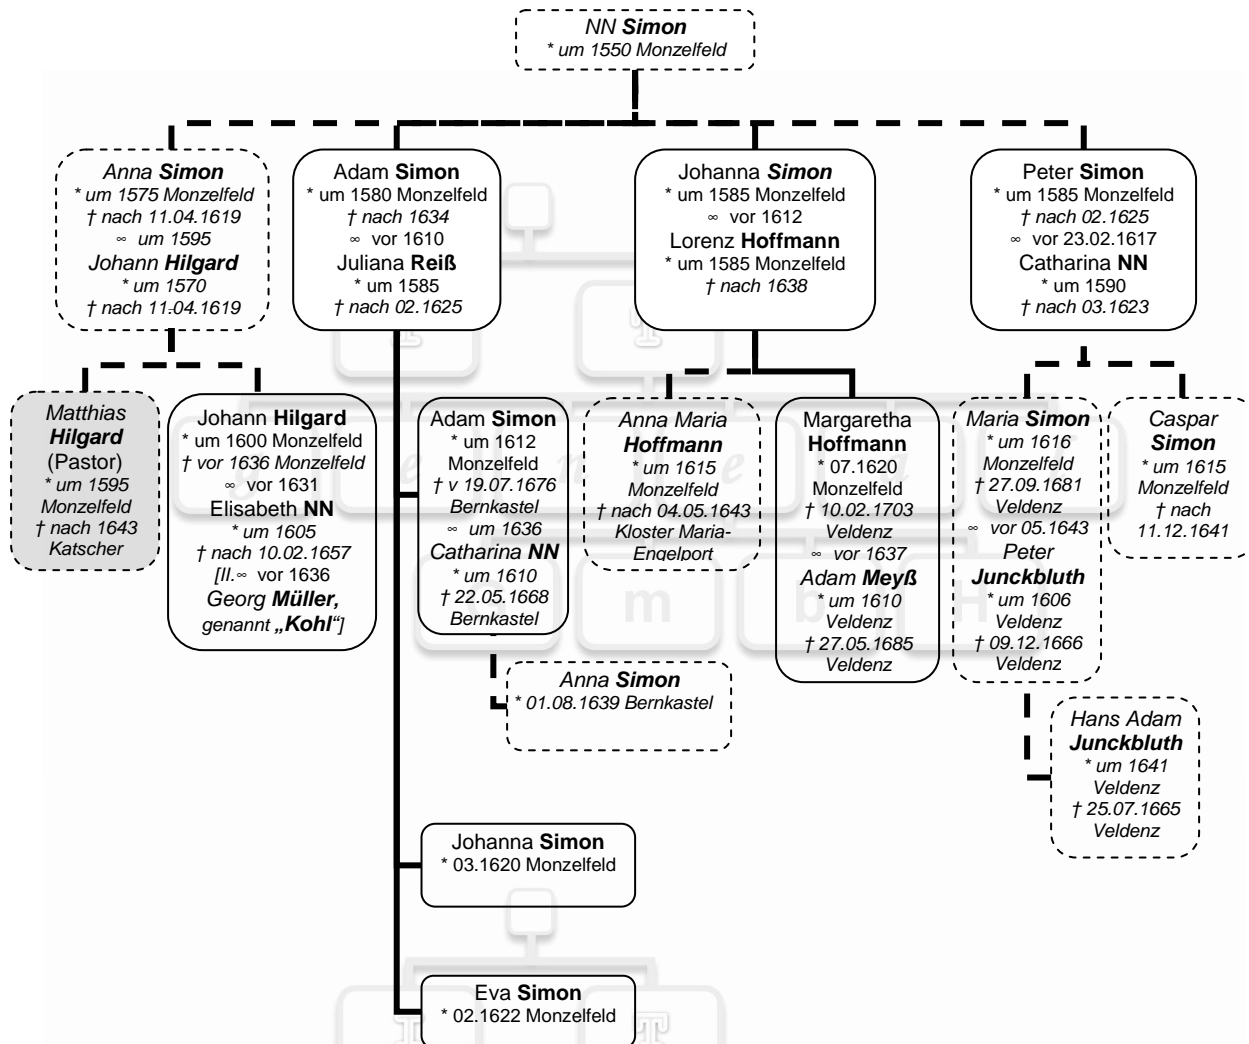 NN Simon
* um 1550 Monzelfeld
Anna Simon
* um 1575 Monzelfeld
† nach 11.04.1619
∞ um 1595
Johann Hilgard
* um 1570
† nach 11.04.1619
Adam Simon
* um 1580 Monzelfeld
† nach 1634
∞ vor 1610
Juliana Reiß
* um 1585
† nach 02.1625
Johanna Simon
* um 1585 Monzelfeld
∞ vor 1612
Lorenz Hoffmann
* um 1585 Monzelfeld
† nach 1638
Peter Simon
* um 1585 Monzelfeld
† nach 02.1625
∞ vor 23.02.1617
Catharina NN
* um 1590
† nach 03.1623
Matthias
Hilgard
(Pastor)
* um 1595
Monzelfeld
† nach 1643
Katscher
Johann Hilgard
* um 1600 Monzelfeld
† vor 1636 Monzelfeld
∞ vor 1631
Elisabeth NN
* um 1605
† nach 10.02.1657
[II.∞ vor 1636
Georg Müller,
genannt „Kohl“]
Adam Simon
* um 1612
Monzelfeld
† v 19.07.1676
Bernkastel
∞ um 1636
Catharina NN
* um 1610
† 22.05.1668
Bernkastel
Anna Maria
Hoffmann
* um 1615
Monzelfeld
† nach 04.05.1643
Kloster Maria-
Engelport
Margaretha
Hoffmann
* 07.1620
Monzelfeld
† 10.02.1703
Veldenz
∞ vor 1637
Adam Meyß
* um 1610
Veldenz
† 27.05.1685
Veldenz
Maria Simon
* um 1616
Monzelfeld
† 27.09.1681
Veldenz
∞ vor 05.1643
Peter
Junckbluth
* um 1606
Veldenz
† 09.12.1666
Veldenz
Caspar
Simon
* um 1615
Monzelfeld
† nach
11.12.1641
Anna Simon
* 01.08.1639 Bernkastel
Hans Adam
Junckbluth
* um 1641
Veldenz
† 25.07.1665
Veldenz
Johanna Simon
* 03.1620 Monzelfeld
Eva Simon
* 02.1622 Monzelfeld
G m b H